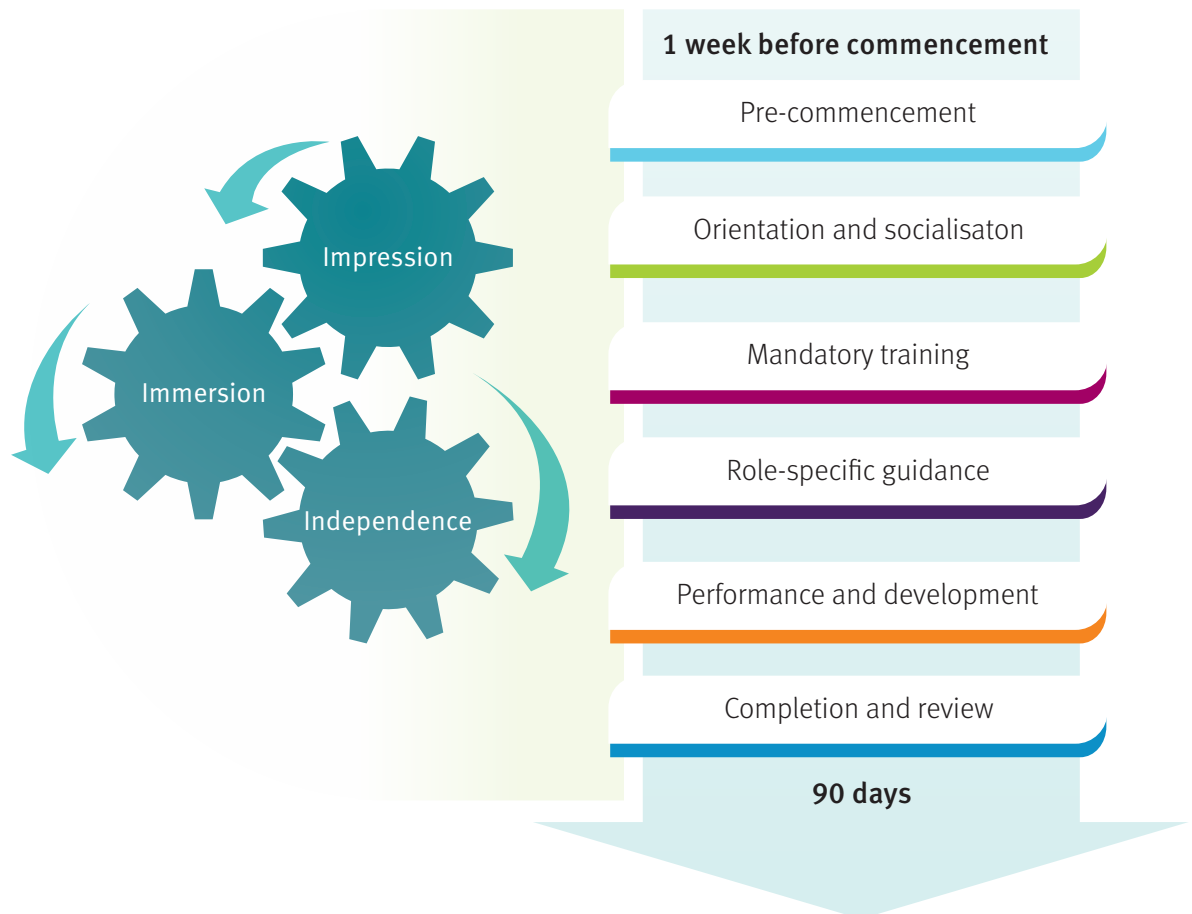 Impression
Immersion
Independence
1 week before commencement
Pre-commencement
Orientation and socialisaton
Mandatory training
Role-specific guidance
Performance and development
Completion and review
90 days